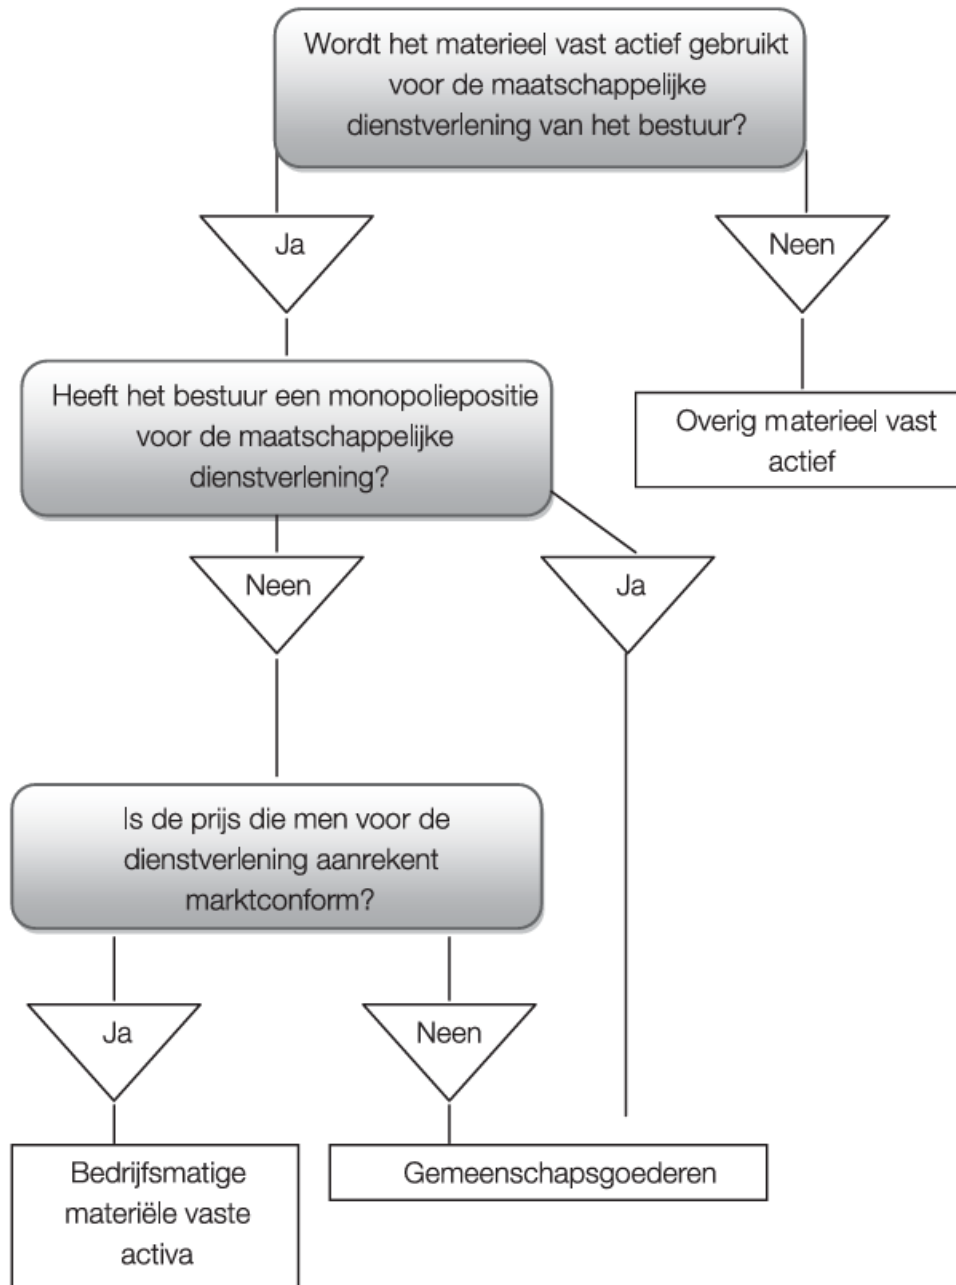 Wordt het materieel vast actief gebruikt
voor de maatschappelijke
dienstverlening van het bestuur?
Ja
Neen
Heeft het bestuur een monopoliepositie
voor de maatschappelijke
dienstverlening?
Overig materieel vast
actief
Neen
Ja
Is de prijs die men voor de
dienstverlening aanrekent
marktconform?
Ja
Neen
Bedrijfsmatige
materiële vaste
activa
Gemeenschapsgoederen